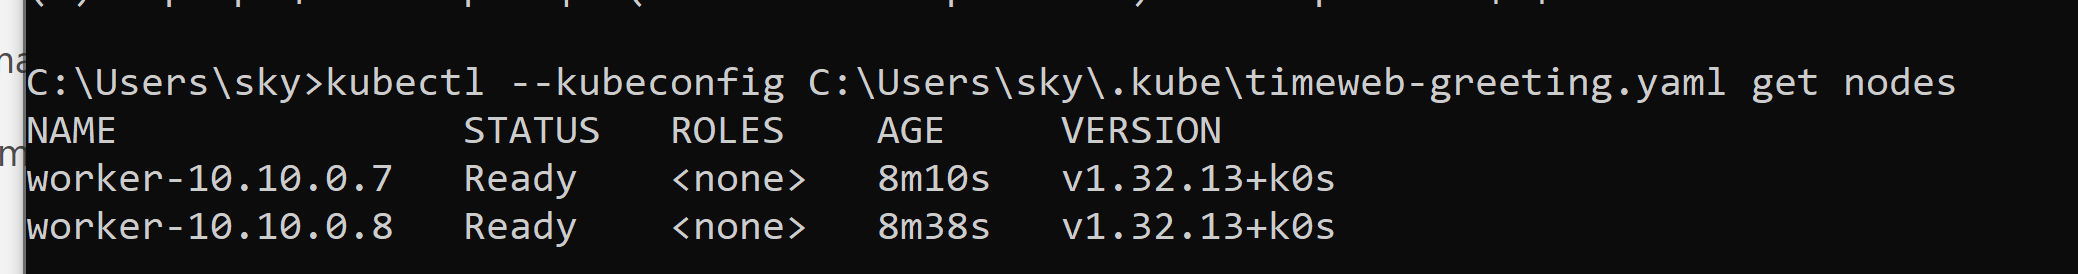 C:\Users\sky>kubectl --kubeconfig C:\Users\sky\.kube\timeweb-greeting.yaml get nodes
NAME STATUS ROLES AGE VERSION
worker-10.10.0.7 Ready <none> 8m10s v1.32.13+k0s
worker-10.10.0.8 Ready <none> 8m38s v1.32.13+k0s